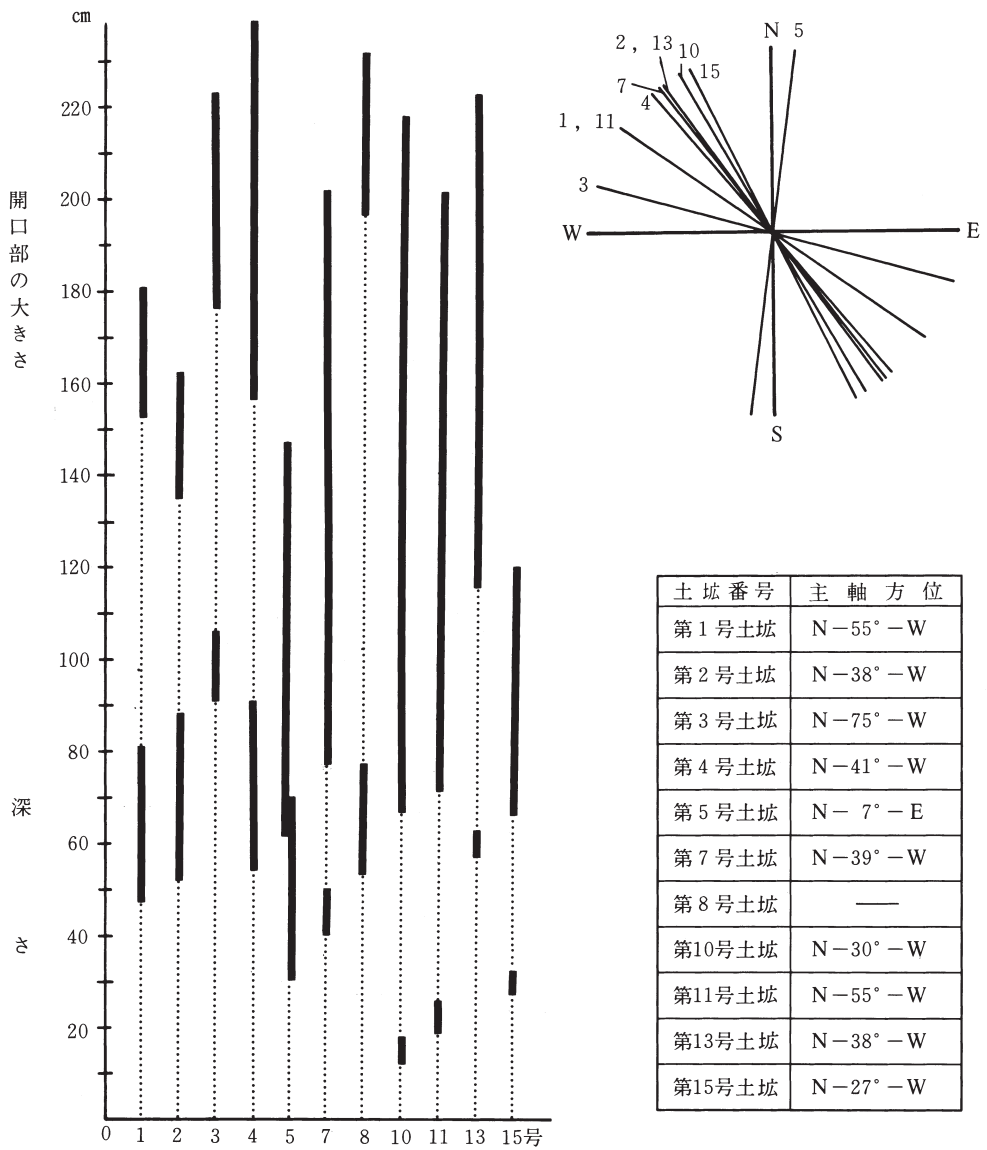 cm
220
200
180
160
140
120
100
80
60
40
20
0 1 2 3 4 5 7 8 10 11 13 15号
開口部の大きさ
深さ
N 5
2, 13 10
15
7
4
1, 11
3
W E
S
土坑番号 主軸方位
第1号土坑 N-55°-W
第2号土坑 N-38°-W
第3号土坑 N-75°-W
第4号土坑 N-41°-W
第5号土坑 N-7°-E
第7号土坑 N-39°-W
第8号土坑 ―
第10号土坑 N-30°-W
第11号土坑 N-55°-W
第13号土坑 N-38°-W
第15号土坑 N-27°-W